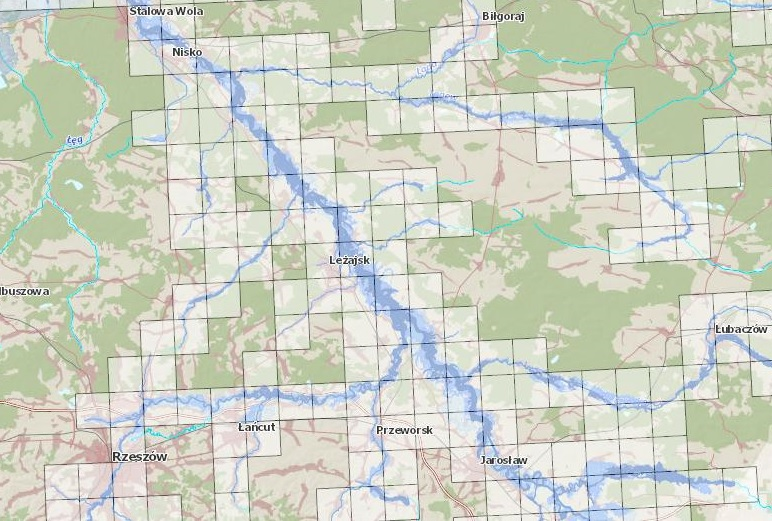 Stalowa Wola
Biłgoraj
Nisko
Łęg
Leżajsk
lbuszowa
Łubaczów
Łańcut
Przeworsk
Rzeszów
Jarosław